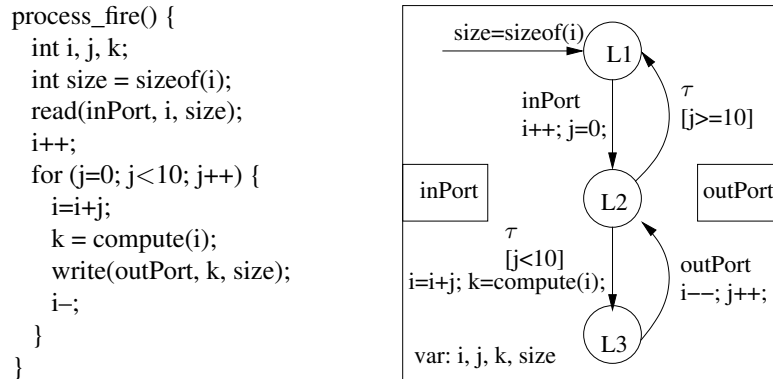 process_fire() {
int i, j, k;
int size = sizeof(i);
read(inPort, i, size);
i++;
for (j=0; j<10; j++) {
i=i+j;
k = compute(i);
write(outPort, k, size);
i–;
}
}
size=sizeof(i)
L1
inPort
i++; j=0;
τ
[j>=10]
inPort
L2
outPort
τ
[j<10]
i=i+j; k=compute(i);
outPort
i−−; j++;
L3
var: i, j, k, size